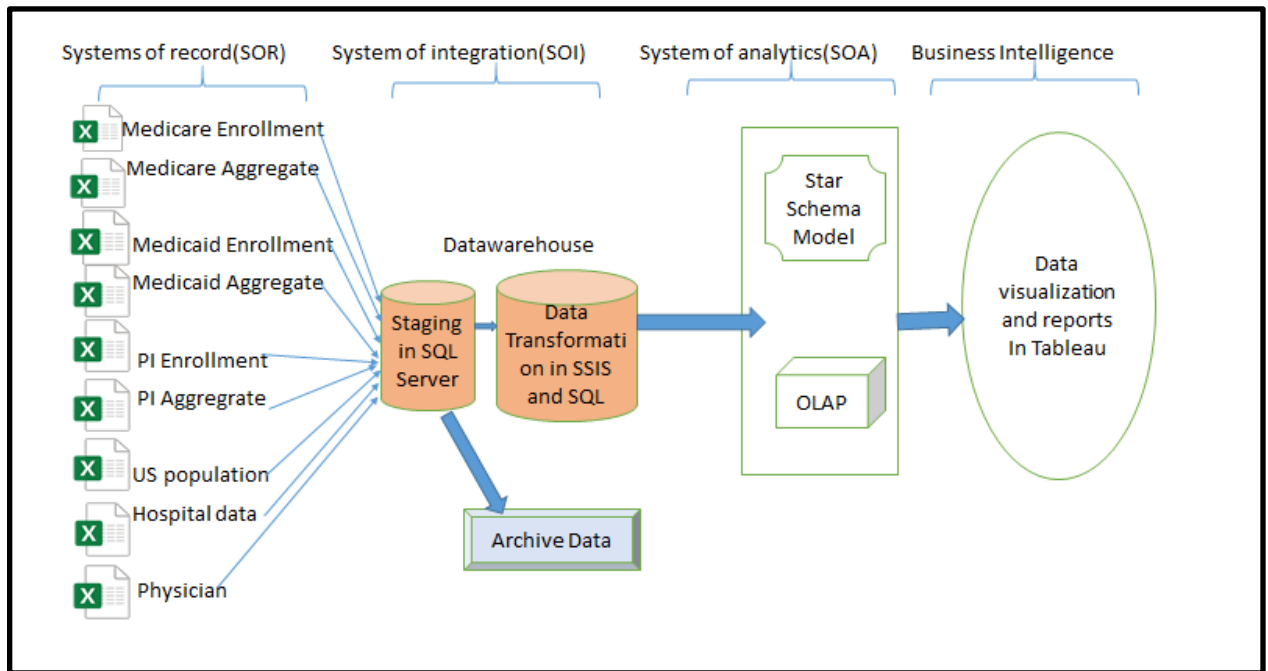 Systems of record(SOR)
System of integration(SOI)
System of analytics(SOA)
Business Intelligence
X
Medicare Enrollment
X
Medicare Aggregate
X
Medicaid Enrollment
X
Medicaid Aggregate
X
PI Enrollment
X
PI Aggregrate
X
US population
X
Hospital data
X
Physician
Datawarehouse
Staging
in SQL
Server
Data
Transformati
on in SSIS
and SQL
Archive Data
Star
Schema
Model
OLAP
Data
visualization
and reports
In Tableau